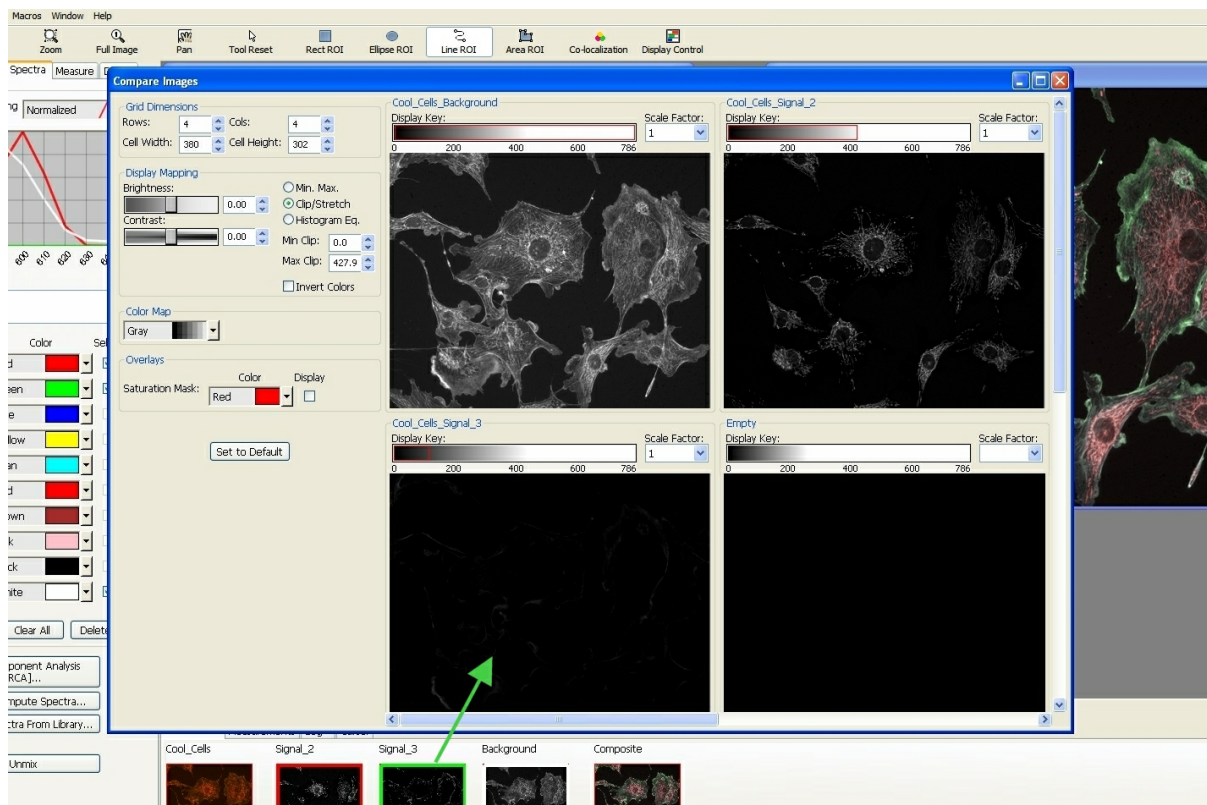 Macros Window Help
Zoom Full Image Pan Tool Reset Rect ROI Ellipse ROI Line ROI Area ROI Co-localization Display Control
Spectra Measure
Compare Images
Normalized
600 610 620 630
Color
Clear All Delete
Unmix
Grid Dimensions
Rows: 4 Cols: 4
Cell Width: 380 Cell Height: 302
Display Mapping
Brightness: 0.00
Contrast: 0.00
Min. Max.
Clip/Stretch
Histogram Eq.
Min Clip: 0.0
Max Clip: 427.9
Invert Colors
Color Map
Gray
Overlays
Color Display
Saturation Mask: Red
Set to Default
Cool_Cells_Background
Display Key: Scale Factor:
1
0 200 400 600 786
Cool_Cells_Signal_2
Display Key: Scale Factor:
1
0 200 400 600 786
Cool_Cells_Signal_3
Display Key: Scale Factor:
1
0 200 400 600 786
Empty
Display Key: Scale Factor:
0 200 400 600 786
Cool_Cells Signal_2 Signal_3 Background Composite